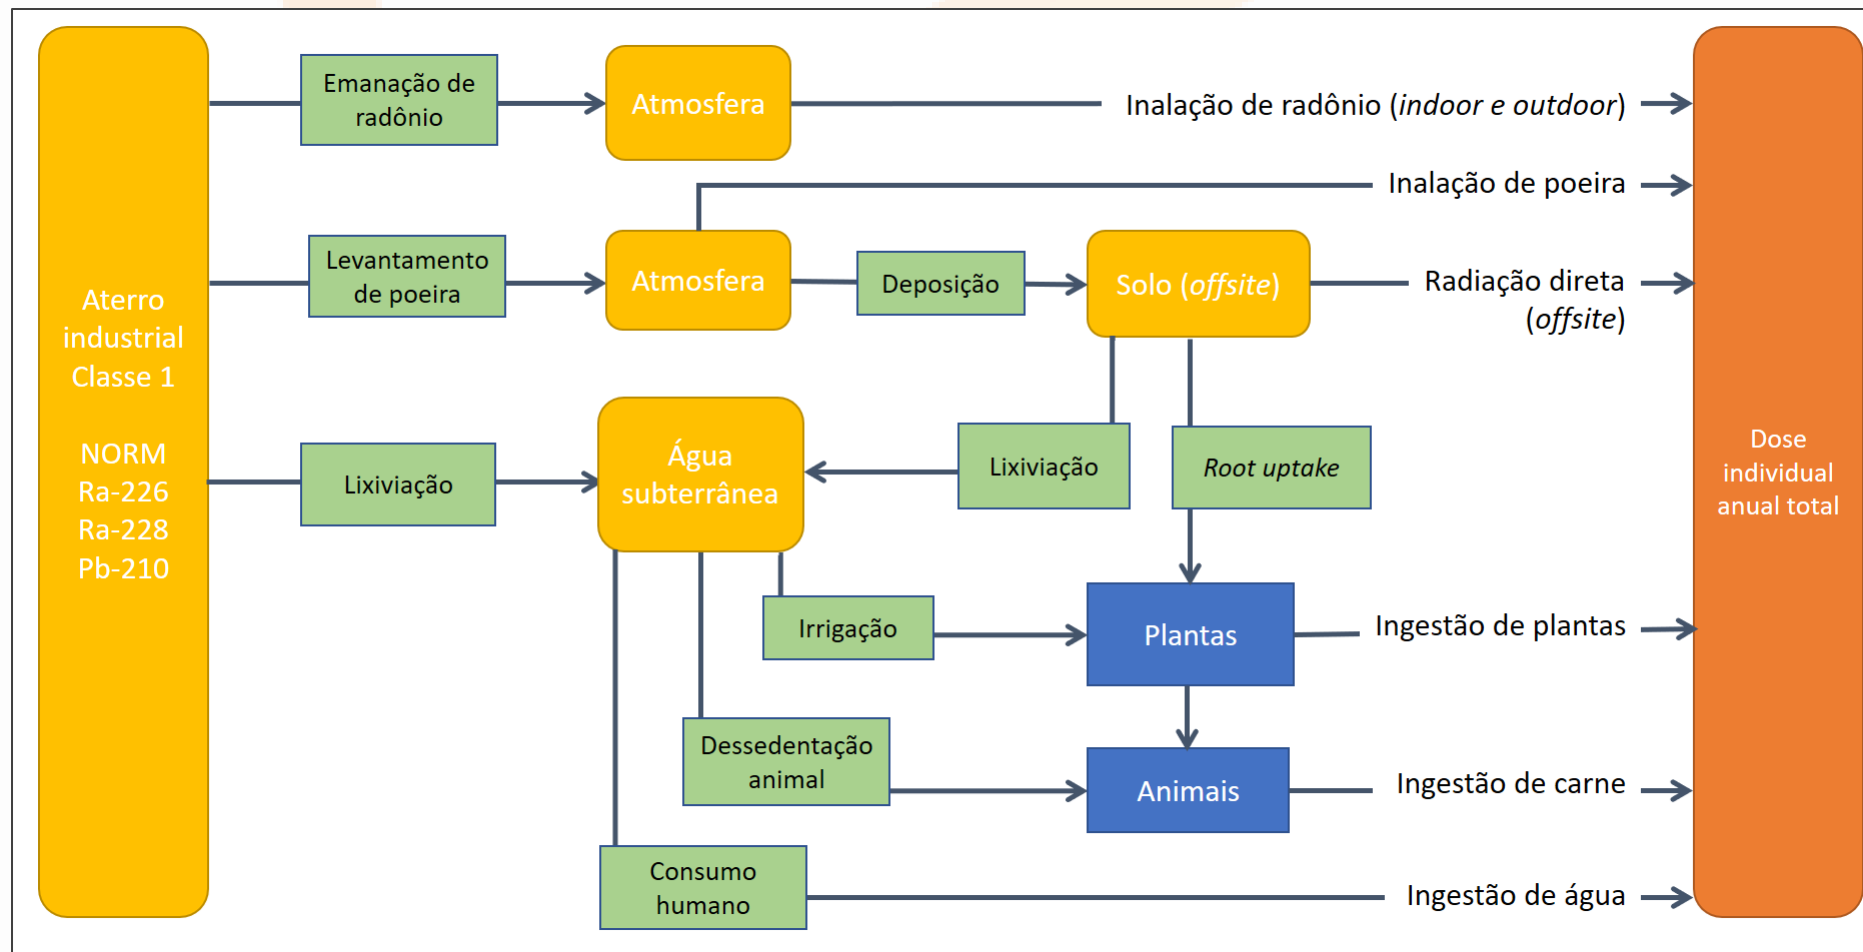 Aterro
industrial
Classe 1
NORM
Ra-226
Ra-228
Pb-210
Emanação de
radônio
Atmosfera
Inalação de radônio (indoor e outdoor)
Inalação de poeira
Levantamento
de poeira
Atmosfera
Deposição
Solo (offsite)
Radiação direta
(offsite)
Lixiviação
Água
subterrânea
Lixiviação
Root uptake
Irrigação
Plantas
Ingestão de plantas
Dessedentação
animal
Animais
Ingestão de carne
Consumo
humano
Ingestão de água
Dose
individual
anual total